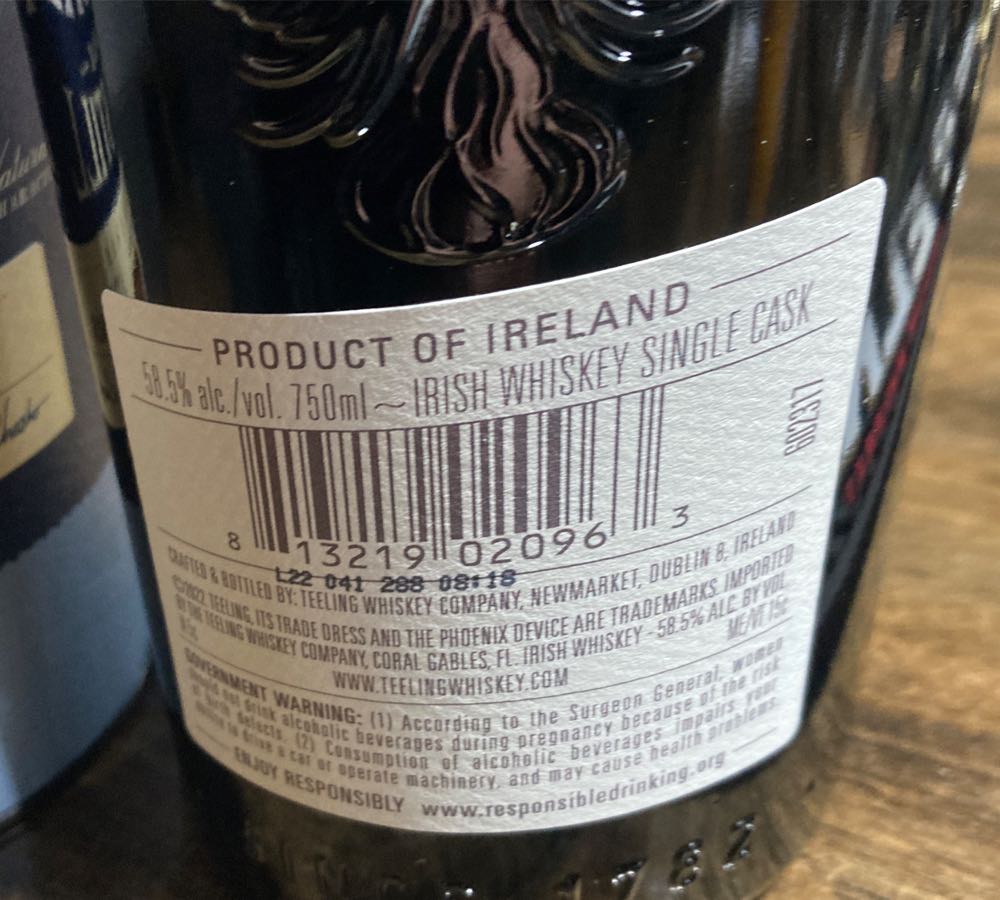 PRODUCT OF IRELAND
58.5% alc./vol. 750ml ~ IRISH WHISKEY SINGLE CASK
602377
8 13219 02096 3
L22 041 288 08:18
CRAFTED & BOTTLED BY: TEELING WHISKEY COMPANY, NEWMARKET, DUBLIN 8, IRELAND
©2022 TEELING, ITS TRADE DRESS AND THE PHOENIX DEVICE ARE TRADEMARKS. IMPORTED
BY THE TEELING WHISKEY COMPANY, CORAL GABLES, FL. IRISH WHISKEY - 58.5% ALC. BY VOL.
ME/VT 15c
WWW.TEELINGWHISKEY.COM
GOVERNMENT WARNING: (1) According to the Surgeon General, women
should not drink alcoholic beverages during pregnancy because of the risk
of birth defects. (2) Consumption of alcoholic beverages impairs your
ability to drive a car or operate machinery, and may cause health problems.
ENJOY RESPONSIBLY www.responsibledrinking.org
SINCE 1782